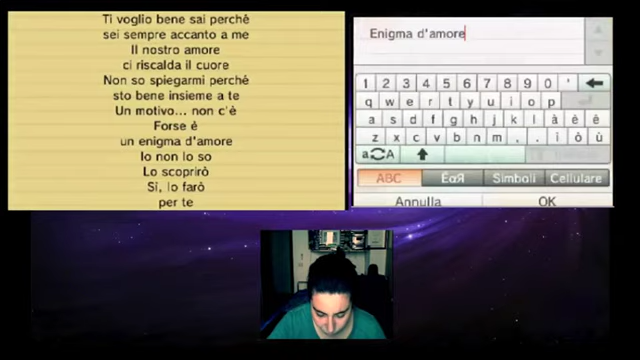 Ti voglio bene sai perchè
sei sempre accanto a me
Il nostro amore
ci riscalda il cuore
Non so spiegarmi perchè
sto bene insieme a te
Un motivo... non c'è
Forse è
un enigma d'amore
Io non lo so
Lo scoprirò
Sì, lo farò
per te
Enigma d'amore
1 2 3 4 5 6 7 8 9 0 '
q w e r t y u i o p
a s d f g h j k l à è é
z x c v b n m , . ì ò ù
a A
ABC EαЯ Simboli Cellulare
Annulla OK